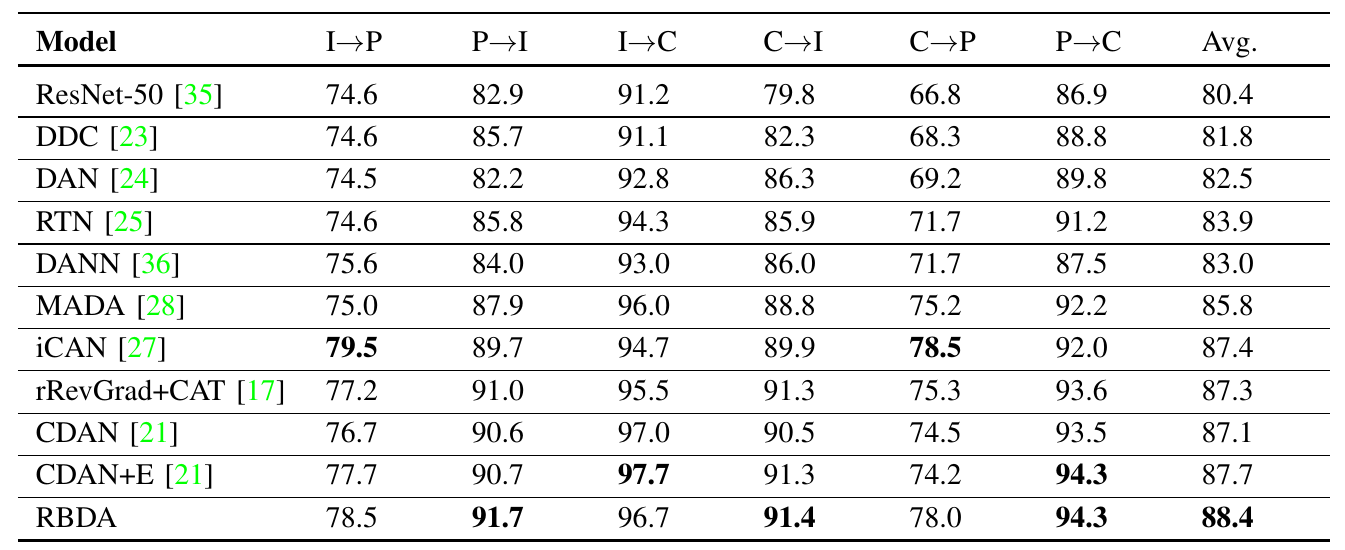 Model I→P P→I I→C C→I C→P P→C Avg.
ResNet-50 [35] 74.6 82.9 91.2 79.8 66.8 86.9 80.4
DDC [23] 74.6 85.7 91.1 82.3 68.3 88.8 81.8
DAN [24] 74.5 82.2 92.8 86.3 69.2 89.8 82.5
RTN [25] 74.6 85.8 94.3 85.9 71.7 91.2 83.9
DANN [36] 75.6 84.0 93.0 86.0 71.7 87.5 83.0
MADA [28] 75.0 87.9 96.0 88.8 75.2 92.2 85.8
iCAN [27] 79.5 89.7 94.7 89.9 78.5 92.0 87.4
rRevGrad+CAT [17] 77.2 91.0 95.5 91.3 75.3 93.6 87.3
CDAN [21] 76.7 90.6 97.0 90.5 74.5 93.5 87.1
CDAN+E [21] 77.7 90.7 97.7 91.3 74.2 94.3 87.7
RBDA 78.5 91.7 96.7 91.4 78.0 94.3 88.4